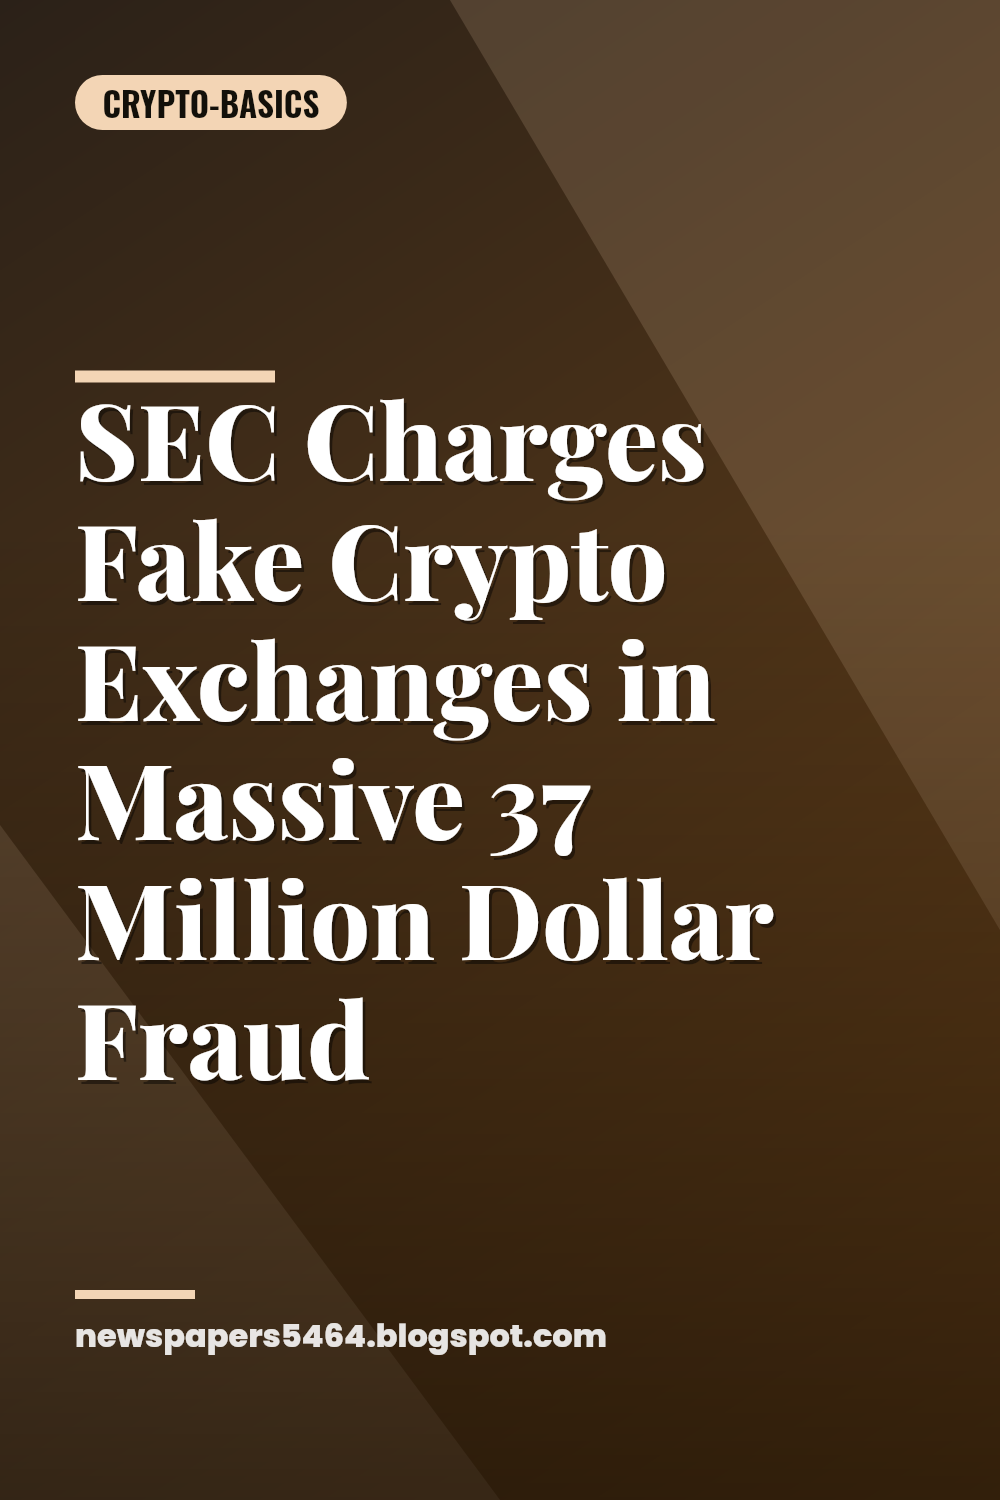 CRYPTO-BASICS
SEC Charges
Fake Crypto
Exchanges in
Massive 37
Million Dollar
Fraud
newspapers5464.blogspot.com